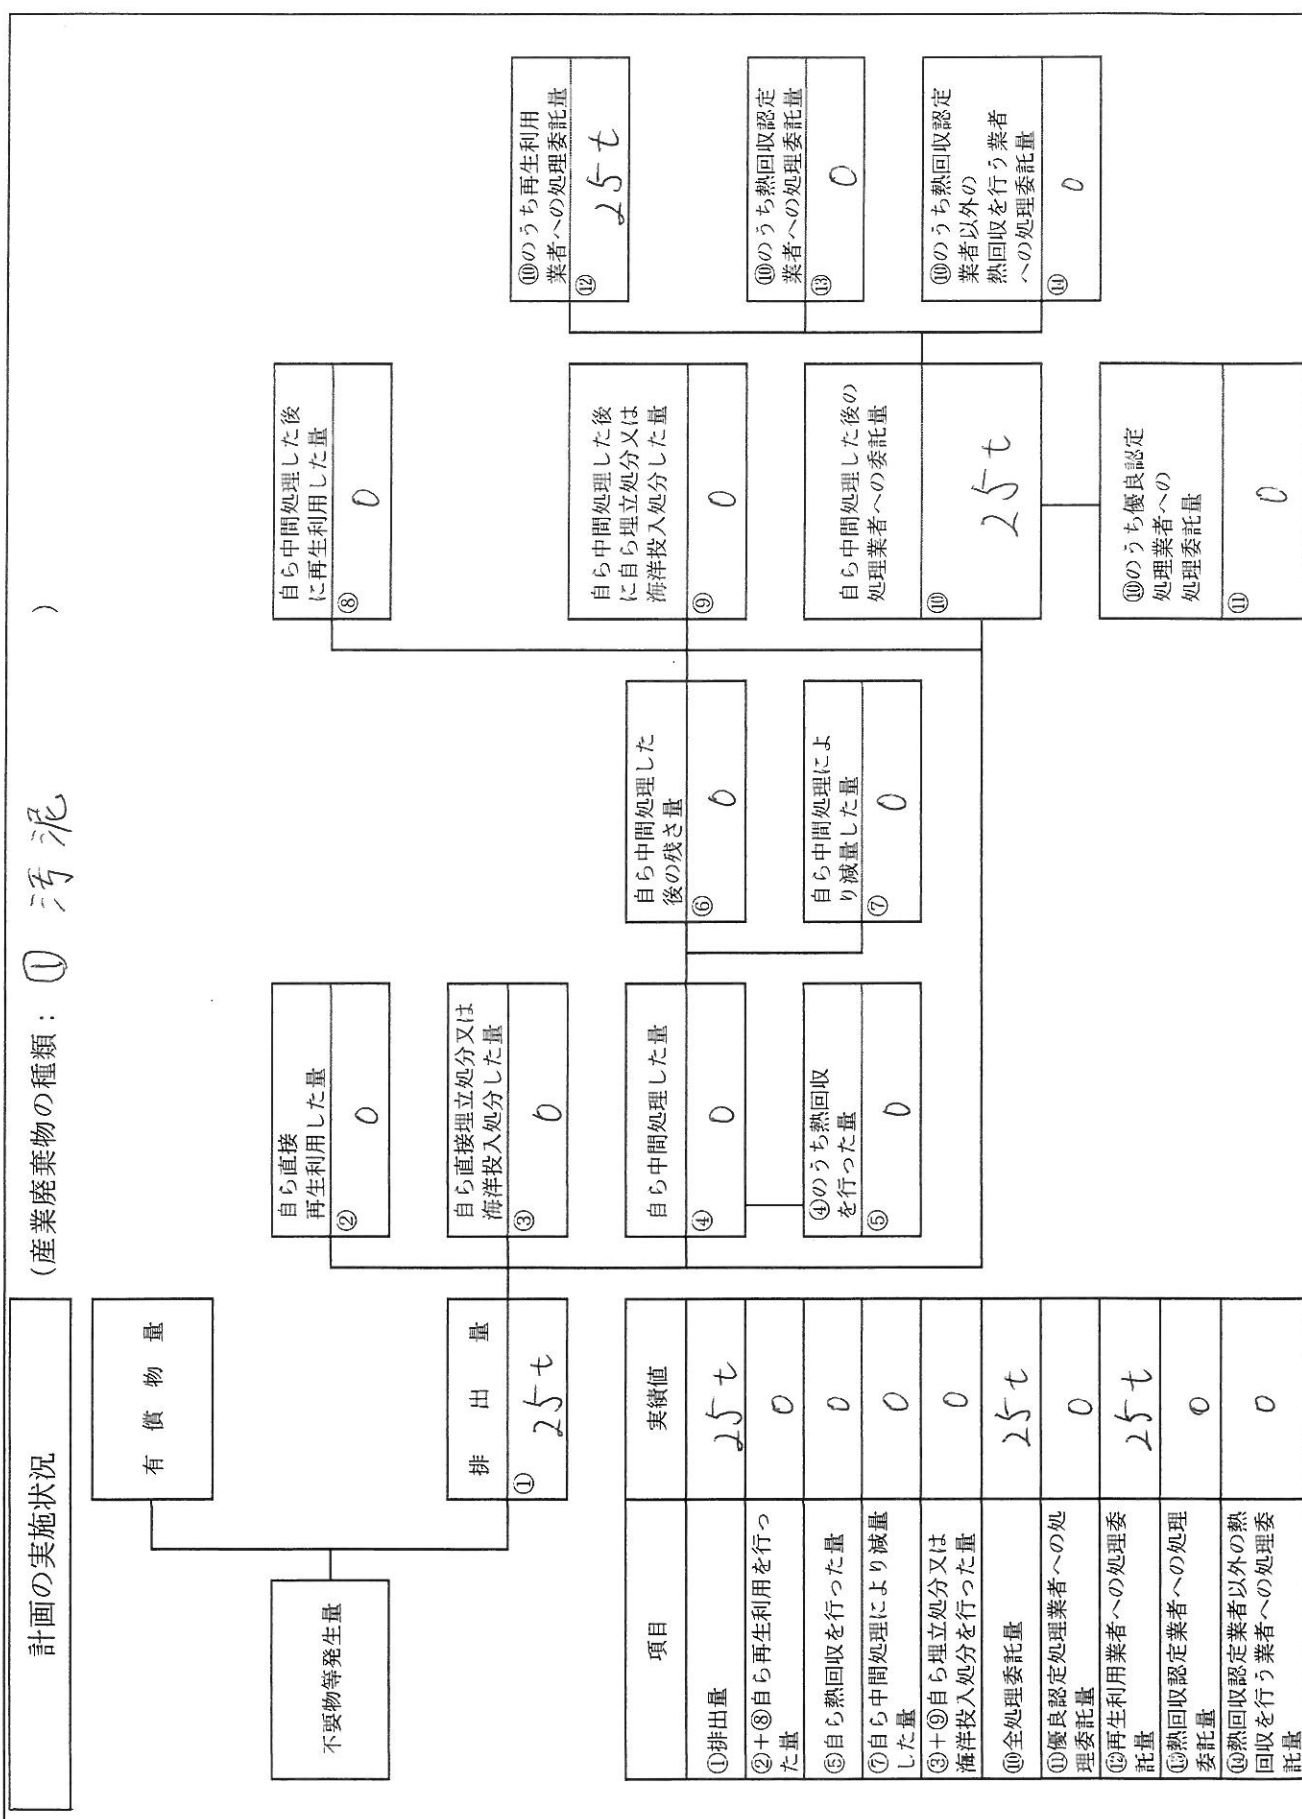 計画の実施状況
(産業廃棄物の種類: ① 汚泥 )
不要物等発生量
有償物量
排出量
① 25t
自ら直接
再生利用した量
② 0
自ら直接埋立処分又は
海洋投入処分した量
③ 0
自ら中間処理した量
④ 0
④のうち熱回収
を行った量
⑤ 0
自ら中間処理した
後の残さ量
⑥ 0
自ら中間処理によ
り減量した量
⑦ 0
自ら中間処理した後
に再生利用した量
⑧ 0
自ら中間処理した後
に自ら埋立処分又は
海洋投入処分した量
⑨ 0
自ら中間処理した後の
処理業者への委託量
⑩ 25t
⑩のうち優良認定
処理業者への
処理委託量
⑪ 0
⑩のうち再生利用
業者への処理委託量
⑫ 25t
⑩のうち熱回収認定
業者への処理委託量
⑬ 0
⑩のうち熱回収認定
業者以外の
熱回収を行う業者
への処理委託量
⑭ 0
項目 実績値
①排出量 25t
②+⑧自ら再生利用を行っ
た量 0
⑤自ら熱回収を行った量 0
⑦自ら中間処理により減量
した量 0
③+⑨自ら埋立処分又は
海洋投入処分を行った量 0
⑩全処理委託量 25t
⑪優良認定処理業者への処
理委託量 0
⑫再生利用業者への処理委
託量 25t
⑬熱回収認定業者への処理
委託量 0
⑭熱回収認定業者以外の熱
回収を行う業者への処理委
託量 0